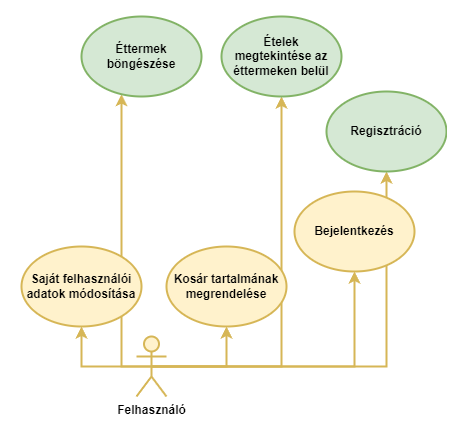 Éttermek
böngészése
Ételek
megtekintése az
éttermeken belül
Regisztráció
Bejelentkezés
Saját felhasználói
adatok módosítása
Kosár tartalmának
megrendelése
Felhasználó